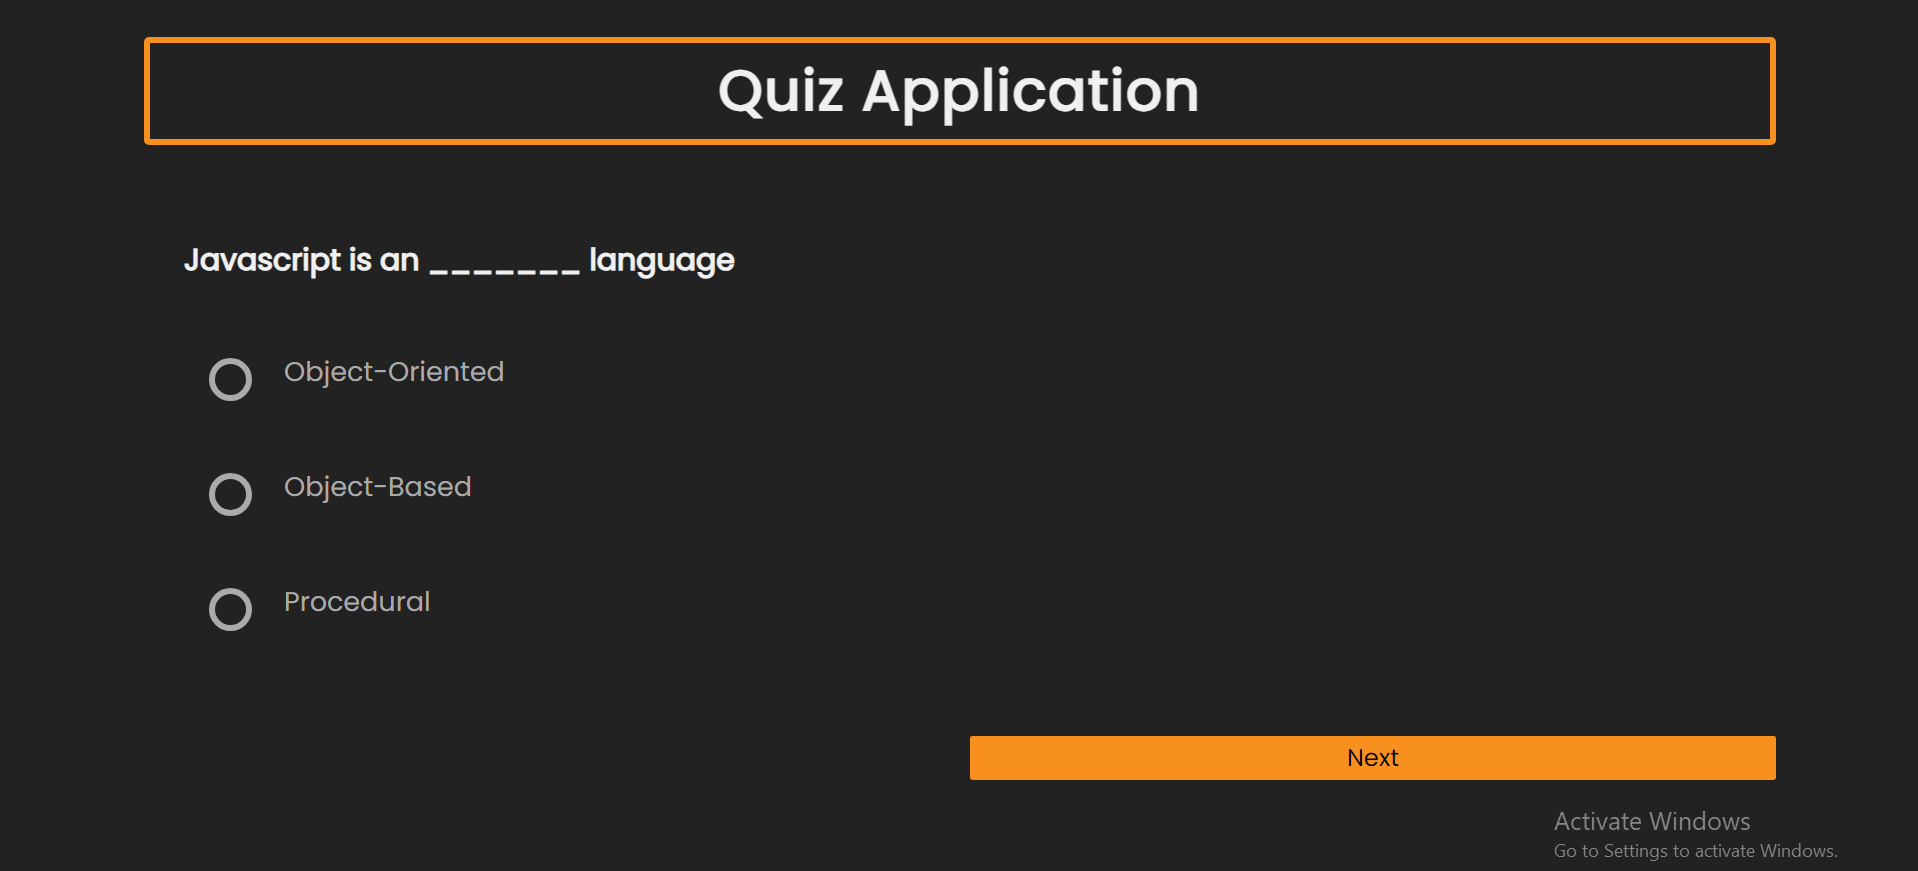 Quiz Application
Javascript is an _______ language
Object-Oriented
Object-Based
Procedural
Next
Activate Windows
Go to Settings to activate Windows.